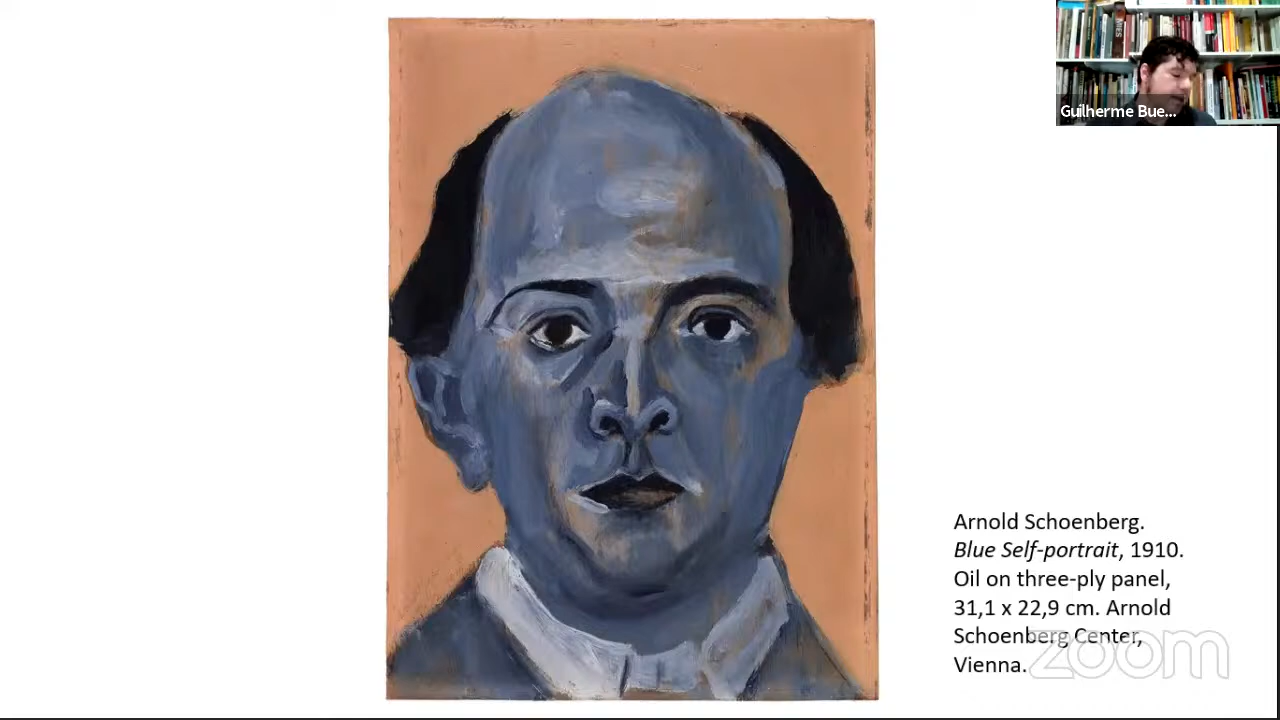 Guilherme Bue...
Arnold Schoenberg.
Blue Self-portrait, 1910.
Oil on three-ply panel,
31,1 x 22,9 cm. Arnold
Schoenberg Center,
Vienna.
zoom